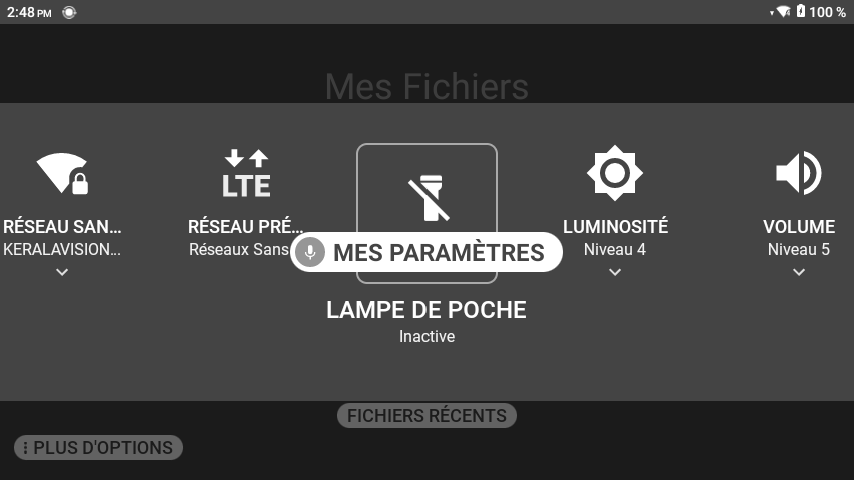 2:48 PM
100 %
Mes Fichiers
LTE
RÉSEAU SAN...
RÉSEAU PRÉ...
LUMINOSITÉ
VOLUME
KERALAVISION...
Réseaux Sans
Niveau 4
Niveau 5
MES PARAMÈTRES
LAMPE DE POCHE
Inactive
FICHIERS RÉCENTS
PLUS D'OPTIONS